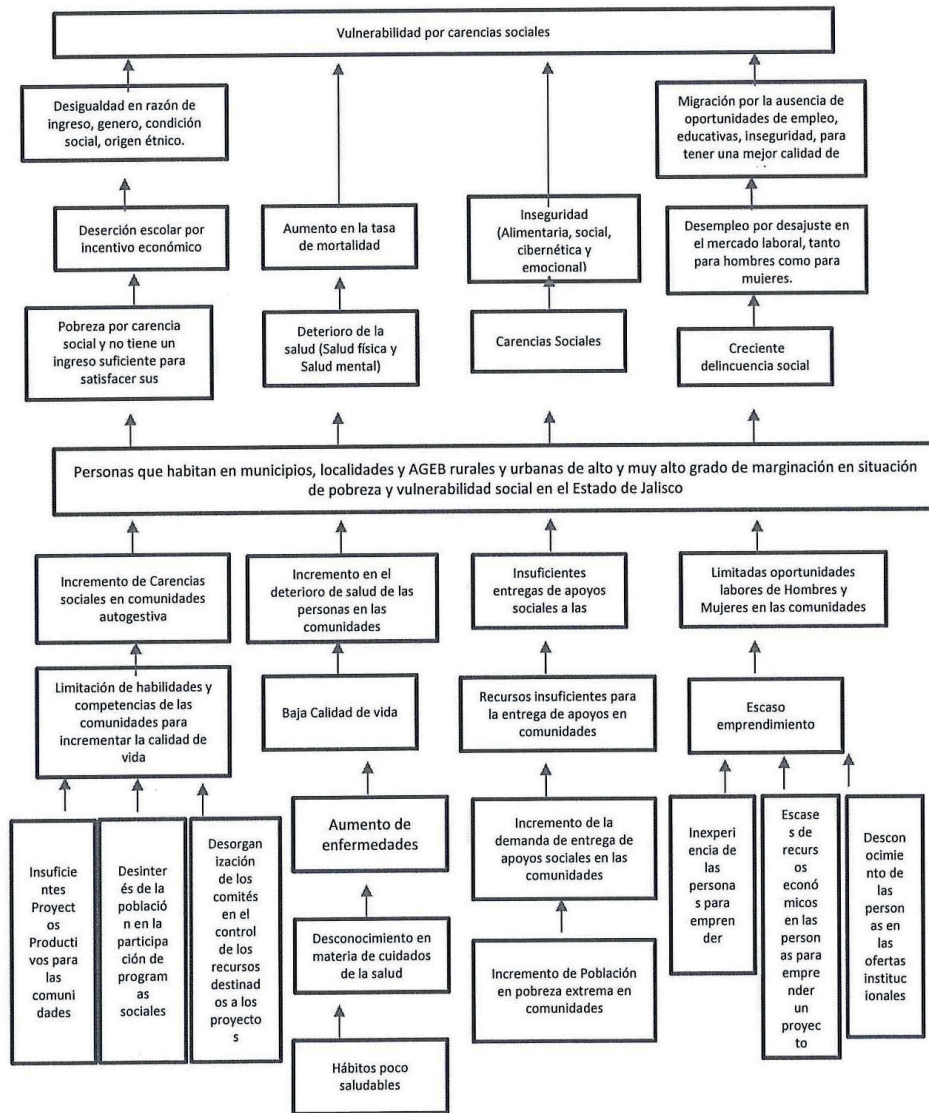 Vulnerabilidad por carencias sociales
Desigualdad en razón de
ingreso, genero, condición
social, origen étnico.
Migración por la ausencia de
oportunidades de empleo,
educativas, inseguridad, para
tener una mejor calidad de
Deserción escolar por
incentivo económico
Aumento en la tasa
de mortalidad
Inseguridad
(Alimentaria, social,
cibernética y
emocional)
Desempleo por desajuste en
el mercado laboral, tanto
para hombres como para
mujeres.
Pobreza por carencia
social y no tiene un
ingreso suficiente para
satisfacer sus
Deterioro de la
salud (Salud física y
Salud mental)
Carencias Sociales
Creciente
delincuencia social
Personas que habitan en municipios, localidades y AGEB rurales y urbanas de alto y muy alto grado de marginación en situación
de pobreza y vulnerabilidad social en el Estado de Jalisco
Incremento de Carencias
sociales en comunidades
autogestiva
Incremento en el
deterioro de salud de las
personas en las
comunidades
Insuficientes
entregas de apoyos
sociales a las
Limitadas oportunidades
labores de Hombres y
Mujeres en las comunidades
Limitación de habilidades y
competencias de las
comunidades para
incrementar la calidad de
vida
Baja Calidad de vida
Recursos insuficientes para
la entrega de apoyos en
comunidades
Escaso
emprendimiento
Insuficie
ntes
Proyect
os
Producti
vos para
las
comuni
dades
Desinter
és de la
població
n en la
participa
ción de
program
as
sociales
Desorgan
ización
de los
comités
en el
control
de los
recursos
destinad
os a los
proyecto
s
Aumento de
enfermedades
Desconocimiento en
materia de cuidados
de la salud
Hábitos poco
saludables
Incremento de la
demanda de entrega de
apoyos sociales en las
comunidades
Incremento de Población
en pobreza extrema en
comunidades
Inexperie
ncia de
las
persona
s para
empren
der
Escase
s de
recurs
os
econó
micos
en las
perso
nas
para
empre
nder
un
proyec
to
Descon
ocimie
nto de
las
person
as en
las
ofertas
instituc
ionales